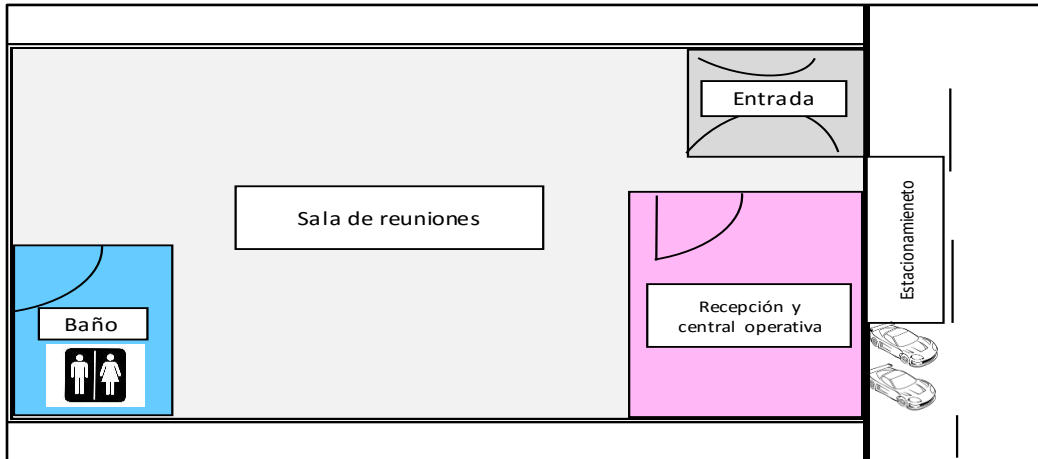 Entrada
Sala de reuniones
Estacionamieneto
Recepción y
central operativa
Baño